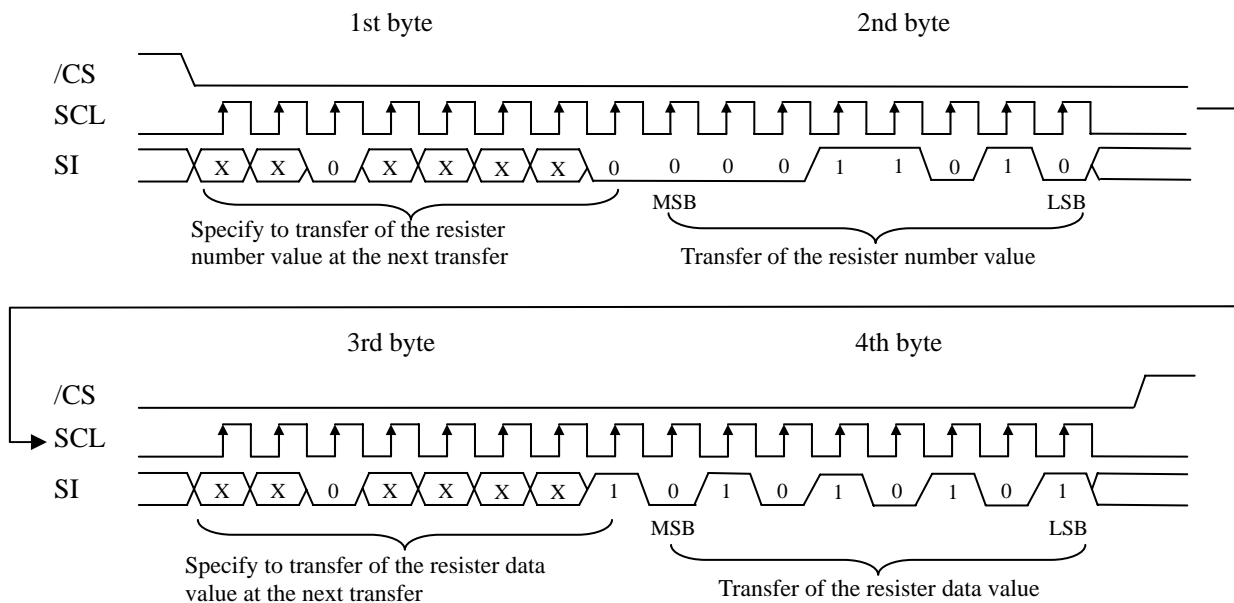 1st byte 2nd byte
/CS
SCL
SI X X 0 X X X X 0 0 0 0 1 1 0 1 0
MSB LSB
Specify to transfer of the resister
number value at the next transfer
Transfer of the resister number value
3rd byte 4th byte
/CS
SCL
SI X X 0 X X X X 1 0 1 0 1 0 1 0 1
MSB LSB
Specify to transfer of the resister data
value at the next transfer
Transfer of the resister data value